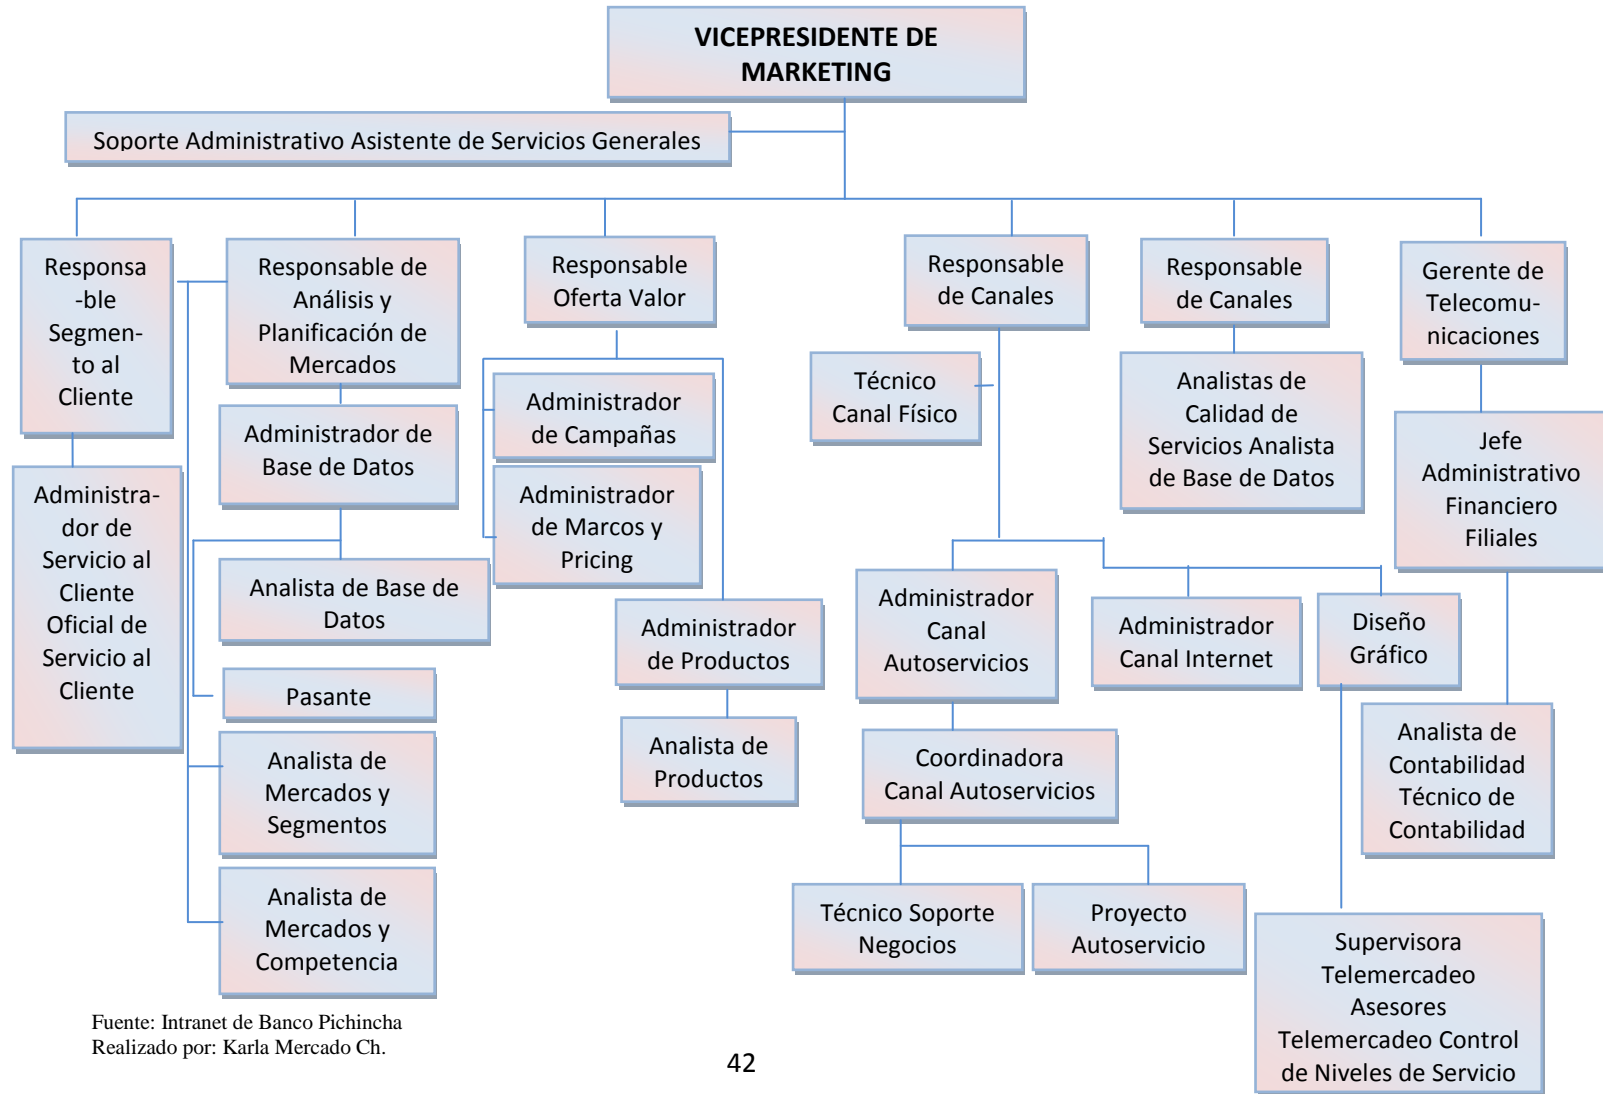 VICEPRESIDENTE DE
MARKETING
Soporte Administrativo Asistente de Servicios Generales
Responsa
-ble
Segmen-
to al
Cliente
Responsable de
Análisis y
Planificación de
Mercados
Responsable
Oferta Valor
Responsable
de Canales
Responsable
de Canales
Gerente de
Telecomu-
nicaciones
Administra-
dor de
Servicio al
Cliente
Oficial de
Servicio al
Cliente
Administrador de
Base de Datos
Analista de Base de
Datos
Pasante
Analista de
Mercados y
Segmentos
Analista de
Mercados y
Competencia
Administrador
de Campañas
Administrador
de Marcos y
Pricing
Administrador
de Productos
Analista de
Productos
Técnico
Canal Físico
Administrador
Canal
Autoservicios
Administrador
Canal Internet
Diseño
Gráfico
Coordinadora
Canal Autoservicios
Técnico Soporte
Negocios
Proyecto
Autoservicio
Supervisora
Telemercadeo
Asesores
Telemercadeo Control
de Niveles de Servicio
Analistas de
Calidad de
Servicios Analista
de Base de Datos
Jefe
Administrativo
Financiero
Filiales
Analista de
Contabilidad
Técnico de
Contabilidad
Fuente: Intranet de Banco Pichincha
Realizado por: Karla Mercado Ch.
42